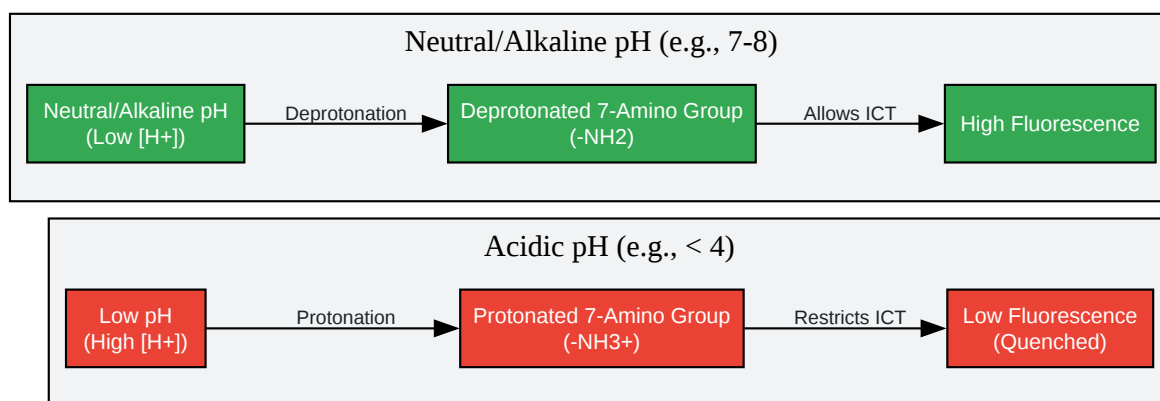 Neutral/Alkaline pH (e.g., 7-8)
Neutral/Alkaline pH
(Low [H+])
Deprotonation
Deprotonated 7-Amino Group
(-NH2)
Allows ICT
High Fluorescence
Acidic pH (e.g., < 4)
Low pH
(High [H+])
Protonation
Protonated 7-Amino Group
(-NH3+)
Restricts ICT
Low Fluorescence
(Quenched)